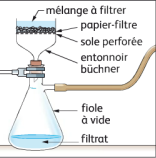 mélange à filtrer
papier-filtre
sole perforée
entonnoir
büchner
fiole
à vide
filtrat